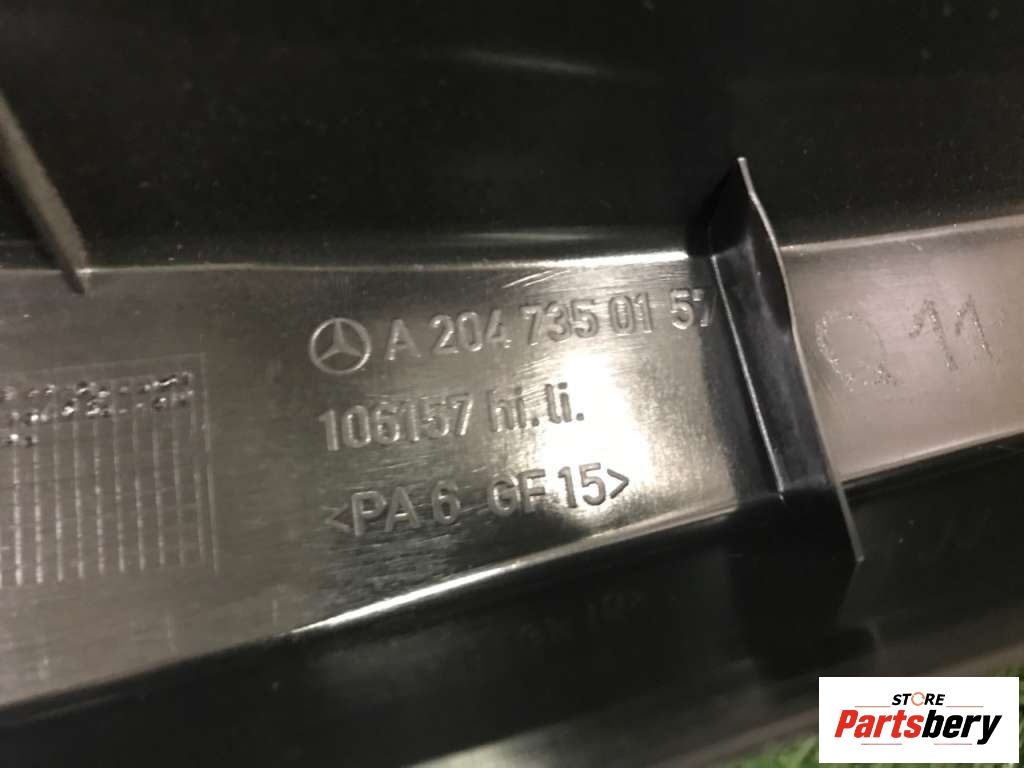 A 204 735 01 57
106157 hi. li.
<PA 6 GF 15>
STORE
Partsbery